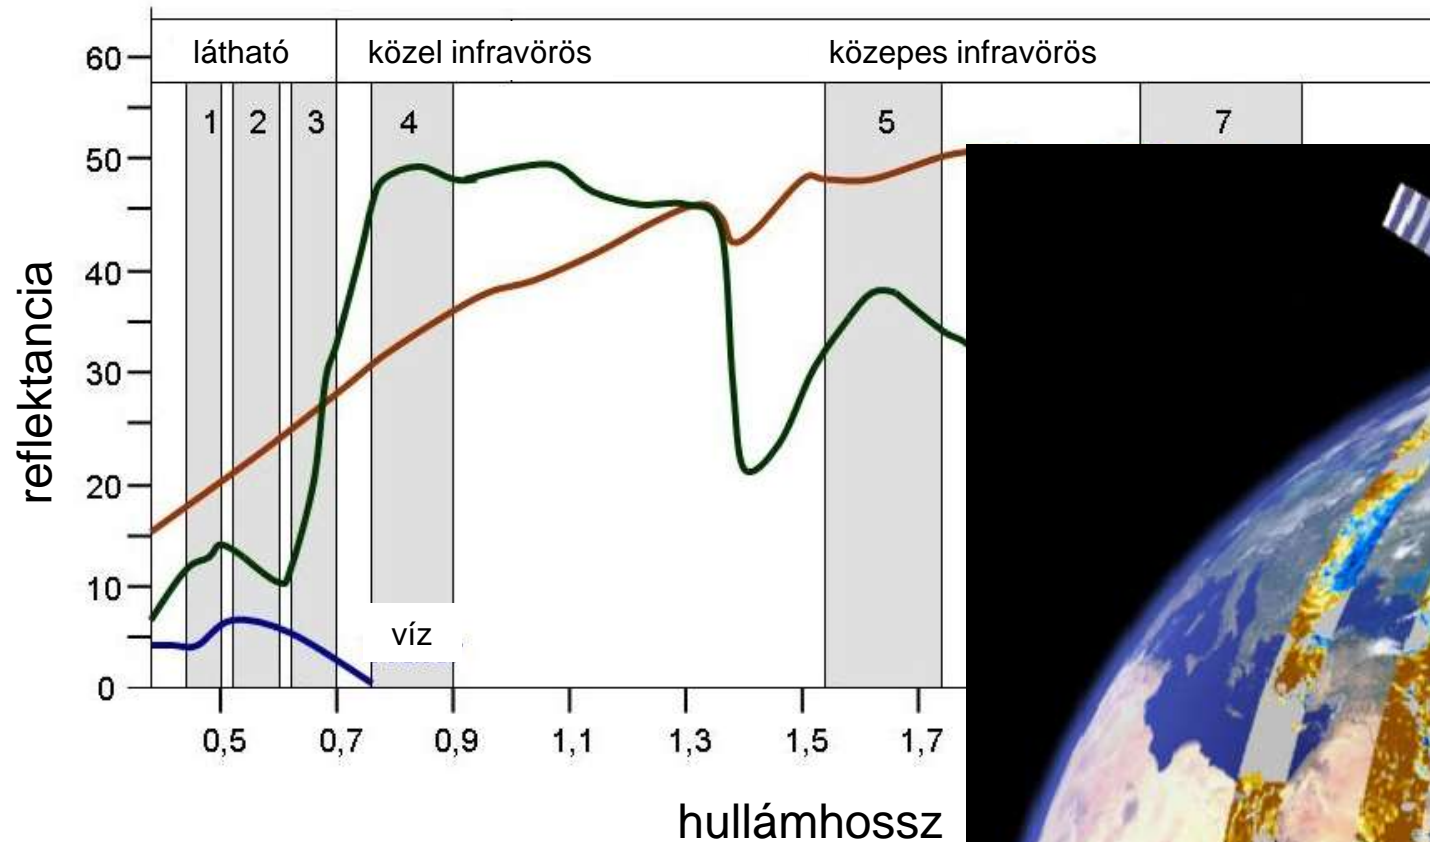 látható közel infravörös közepes infravörös
1 2 3 4 5 7
60
50
40
30
20
10
0
reflektancia
víz
0,5 0,7 0,9 1,1 1,3 1,5 1,7
hullámhossz